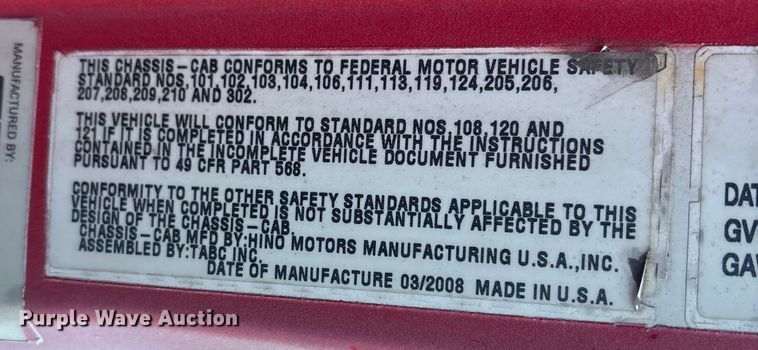 MANUFACTURED BY:
THIS CHASSIS-CAB CONFORMS TO FEDERAL MOTOR VEHICLE SAFETY
STANDARD NOS,101,102,103,104,106,111,113,119,124,205,206,
207,208,209,210 AND 302.
THIS VEHICLE WILL CONFORM TO STANDARD NOS,108,120 AND
121 IF IT IS COMPLETED IN ACCORDANCE WITH THE INSTRUCTIONS
CONTAINED IN THE INCOMPLETE VEHICLE DOCUMENT FURNISHED
PURSUANT TO 49 CFR PART 568.
CONFORMITY TO THE OTHER SAFETY STANDARDS APPLICABLE TO THIS
VEHICLE WHEN COMPLETED IS NOT SUBSTANTIALLY AFFECTED BY THE
DESIGN OF THE CHASSIS-CAB.
CHASSIS-CAB MFD BY:HINO MOTORS MANUFACTURING U.S.A.,INC.
ASSEMBLED BY:TABC INC.
DATE OF MANUFACTURE 03/2008 MADE IN U.S.A.
DAT
GV
GA
Purple Wave Auction